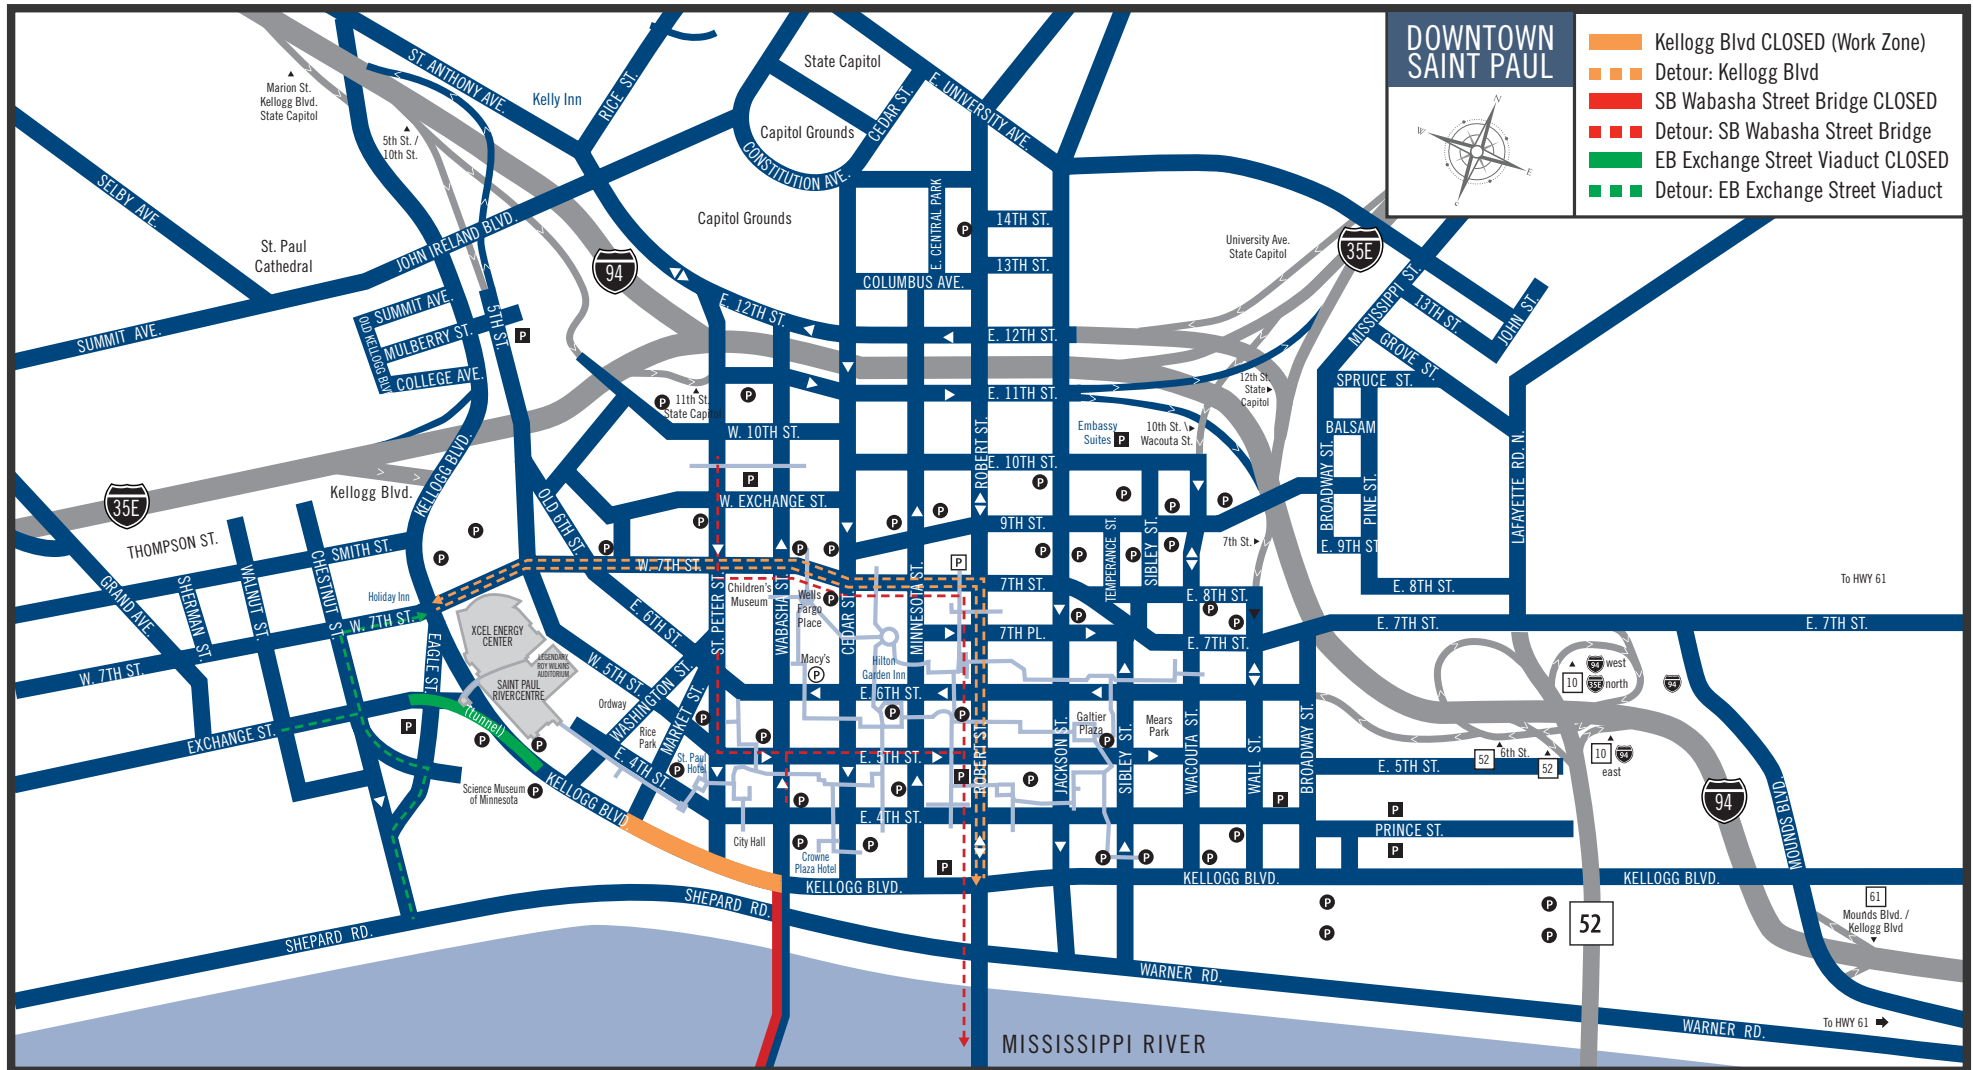 DOWNTOWN
SAINT PAUL
N
W
E
S
Kellogg Blvd CLOSED (Work Zone)
Detour: Kellogg Blvd
SB Wabasha Street Bridge CLOSED
Detour: SB Wabasha Street Bridge
EB Exchange Street Viaduct CLOSED
Detour: EB Exchange Street Viaduct
ST. ANTHONY AVE.
Kelly Inn
RICE ST.
State Capitol
CEDAR ST.
E. UNIVERSITY AVE.
Marion St.
Kellogg Blvd.
State Capitol
5th St. /
10th St.
Capitol Grounds
CONSTITUTION AVE.
SELBY AVE.
Capitol Grounds
E. CENTRAL PARK
P
14TH ST.
13TH ST.
St. Paul
Cathedral
JOHN IRELAND BLVD.
94
University Ave.
State Capitol
35E
MISSISSIPPI ST.
13TH ST.
JOHN ST.
GROVE ST.
COLUMBUS AVE.
SUMMIT AVE.
SUMMIT AVE.
OLD KELLOGG BLV
MULBERRY ST.
COLLEGE AVE.
5TH ST.
P
E. 12TH ST.
E. 12TH ST.
E. 11TH ST.
11th St.
State Capitol
P
P
12th St.
State
Capitol
SPRUCE ST.
BALSAM
BROADWAY ST.
PINE ST.
LAFAYETTE RD. N.
W. 10TH ST.
ROBERT ST.
Embassy
Suites
P
10th St. \
Wacouta St.
E. 10TH ST.
KELLOGG BLVD.
Kellogg Blvd.
35E
P
W. EXCHANGE ST.
OLD 6TH ST.
9TH ST.
TEMPERANCE ST.
SIBLEY ST.
7th St.
E. 9TH ST
E. 8TH ST.
To HWY 61
THOMPSON ST.
SMITH ST.
GRAND AVE.
SHERMAN ST.
WALNUT ST.
CHESTNUT ST.
Holiday Inn
W. 7TH ST.
W. 7TH ST.
W. 7TH ST.
EAGLE ST.
XCEL ENERGY
CENTER
LEGENDARY
ROY WILKINS
AUDITORIUM
SAINT PAUL
RIVERCENTRE
E. 6TH ST.
W. 5TH ST.
WASHINGTON ST.
MARKET ST.
Ordway
Rice
Park
E. 4TH ST.
St. Paul
Hotel
Children's
Museum
ST. PETER ST.
WABASHA ST.
Wells
Fargo
Place
P
CEDAR ST.
MINNESOTA ST.
P
7TH ST.
7TH PL.
E. 8TH ST.
E. 7TH ST.
E. 7TH ST.
E. 7TH ST.
Macy's
P
Hilton
Garden Inn
E. 6TH ST.
E. 5TH ST.
E. 4TH ST.
ROBERT ST.
JACKSON ST.
Galtier
Plaza
SIBLEY ST.
Mears
Park
WACOUTA ST.
WALL ST.
BROADWAY ST.
E. 5TH ST.
PRINCE ST.
94
west
10
35E
north
94
52
6th St.
52
10
94
east
94
MOUNDS BLVD.
MOUNDS BLVD.
EXCHANGE ST.
(tunnel)
Science Museum
of Minnesota
P
KELLOGG BLVD.
City Hall
Crowne
Plaza Hotel
KELLOGG BLVD.
KELLOGG BLVD.
KELLOGG BLVD.
SHEPARD RD.
SHEPARD RD.
52
61
Mounds Blvd. /
Kellogg Blvd
WARNER RD.
WARNER RD.
To HWY 61
MISSISSIPPI RIVER